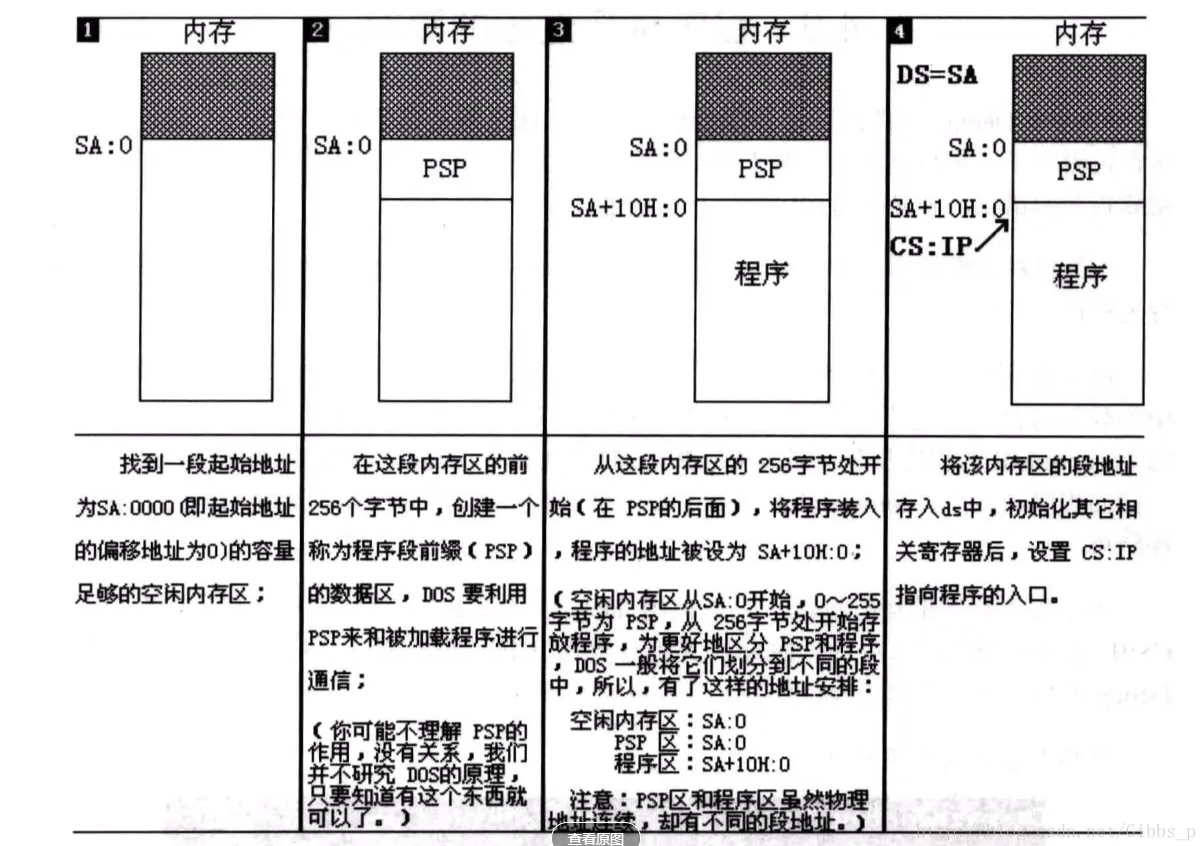 1 内存
SA:0
找到一段起始地址
为SA:0000(即起始地址
的偏移地址为0)的容量
足够的空闲内存区;
2 内存
SA:0
PSP
在这段内存区的前
256个字节中,创建一个
称为程序段前缀(PSP)
的数据区,DOS 要利用
PSP来和被加载程序进行
通信;
(你可能不理解 PSP的
作用,没有关系,我们
并不研究 DOS的原理,
只要知道有这个东西就
可以了。)
3 内存
SA:0
PSP
SA+10H:0
程序
从这段内存区的 256字节处开
始(在 PSP的后面),将程序装入
,程序的地址被设为 SA+10H:0;
(空闲内存区从SA:0开始,0~255
字节为 PSP,从 256字节处开始存
放程序,为更好地区分 PSP和程序
,DOS 一般将它们划分到不同的段
中,所以,有了这样的地址安排:
空闲内存区:SA:0
PSP 区:SA:0
程序区:SA+10H:0
注意:PSP区和程序区虽然物理
地址连续,却有不同的段地址。)
4 内存
DS=SA
SA:0
PSP
SA+10H:0
CS:IP
程序
将该内存区的段地址
存入ds中,初始化其它相
关寄存器后,设置 CS:IP
指向程序的入口。
查看原图